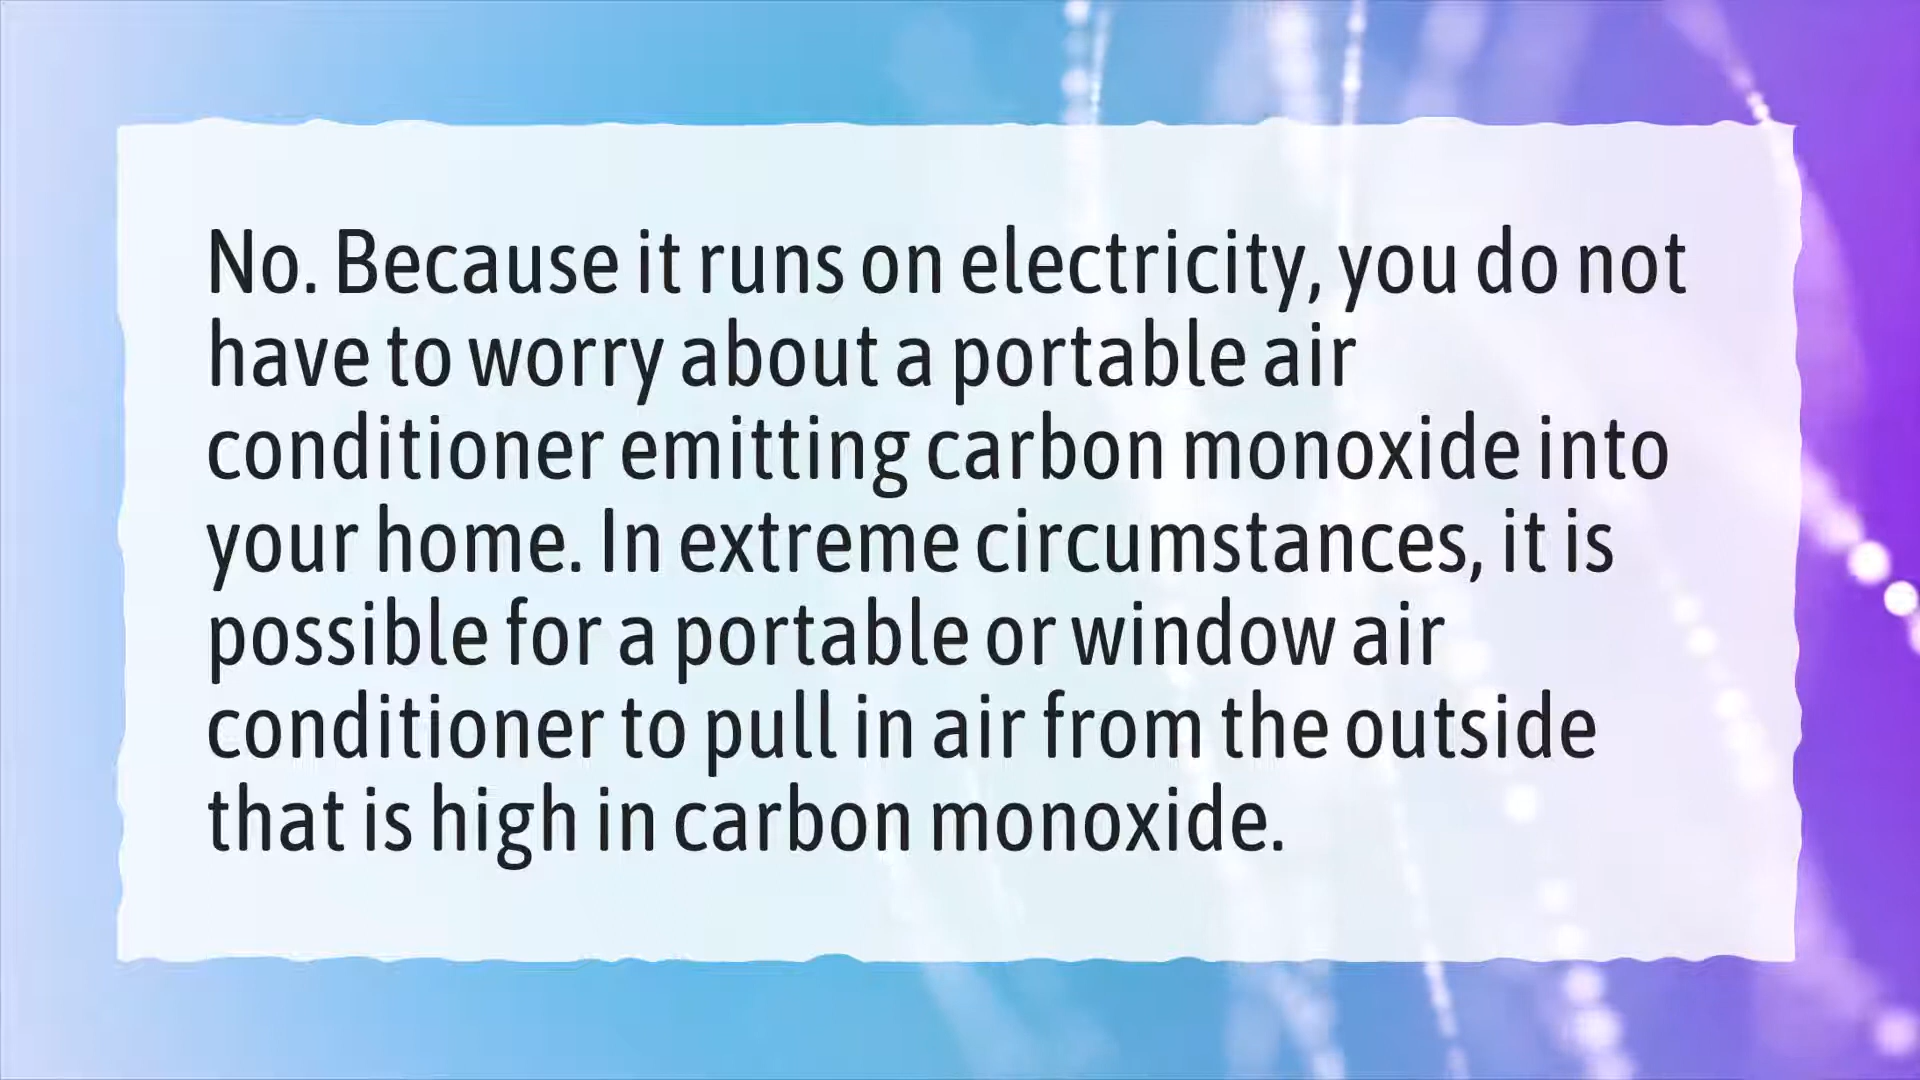 No. Because it runs on electricity, you do not
have to worry about a portable air
conditioner emitting carbon monoxide into
your home. In extreme circumstances, it is
possible for a portable or window air
conditioner to pull in air from the outside
that is high in carbon monoxide.